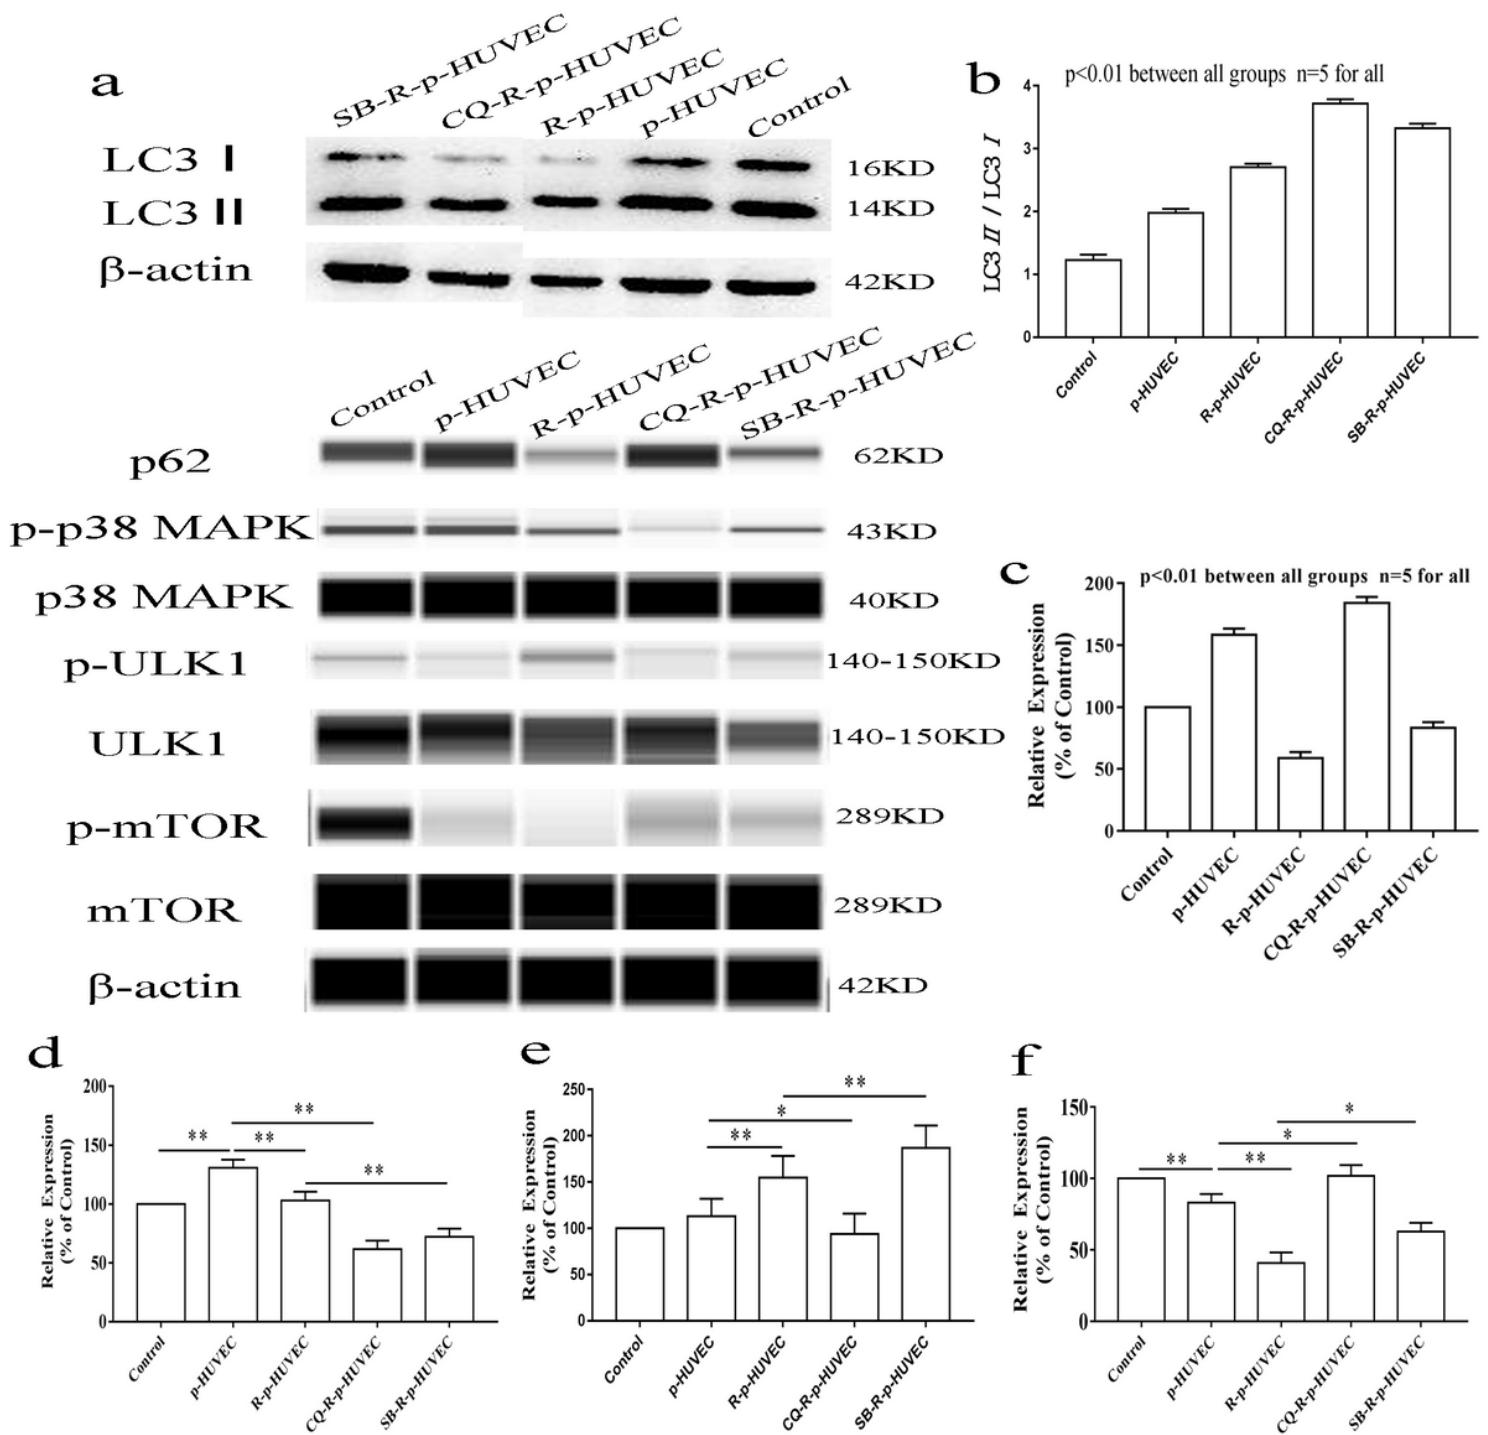 a
SB-R-p-HUVEC
CQ-R-p-HUVEC
R-p-HUVEC
p-HUVEC
Control
LC3 I
16KD
LC3 II
14KD
β-actin
42KD
Control
p-HUVEC
R-p-HUVEC
CQ-R-p-HUVEC
SB-R-p-HUVEC
p62
62KD
p-p38 MAPK
43KD
p38 MAPK
40KD
p-ULK1
140-150KD
ULK1
140-150KD
p-mTOR
289KD
mTOR
289KD
β-actin
42KD
b
p<0.01 between all groups n=5 for all
LC3 II / LC3 I
4
3
2
1
0
Control
p-HUVEC
R-p-HUVEC
CQ-R-p-HUVEC
SB-R-p-HUVEC
c
p<0.01 between all groups n=5 for all
Relative Expression
(% of Control)
200
150
100
50
0
Control
p-HUVEC
R-p-HUVEC
CQ-R-p-HUVEC
SB-R-p-HUVEC
d
Relative Expression
(% of Control)
200
150
100
50
0
**
**
**
**
Control
p-HUVEC
R-p-HUVEC
CQ-R-p-HUVEC
SB-R-p-HUVEC
e
Relative Expression
(% of Control)
250
200
150
100
50
0
**
*
**
Control
p-HUVEC
R-p-HUVEC
CQ-R-p-HUVEC
SB-R-p-HUVEC
f
Relative Expression
(% of Control)
150
100
50
0
*
*
**
**
Control
p-HUVEC
R-p-HUVEC
CQ-R-p-HUVEC
SB-R-p-HUVEC